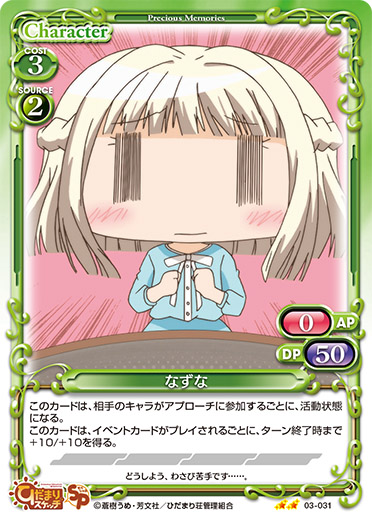 Precious Memories
Character
COST
3
SOURCE
2
0 AP
DP 50
なずな
このカードは、相手のキャラがアプローチに参加するごとに、活動状態
になる。
このカードは、イベントカードがプレイされるごとに、ターン終了時まで
+10/+10を得る。
どうしよう、わさび苦手です……。
ひだまりスケッチ SP
©蒼樹うめ・芳文社／ひだまり荘管理組合
★★ 03-031